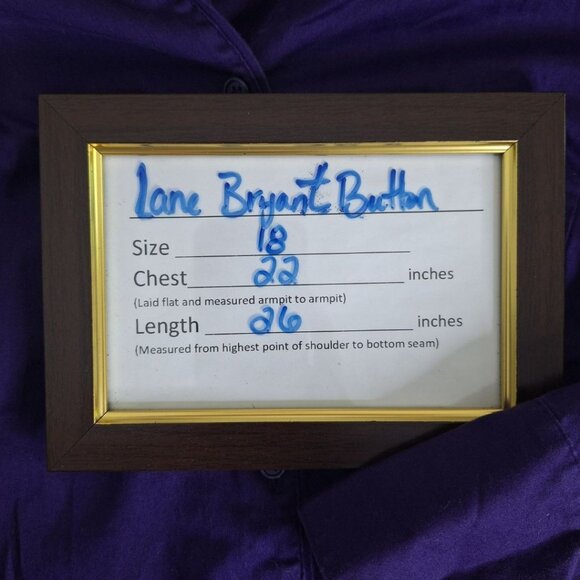 Lane Bryant Button
Size 18
Chest 22 inches
(Laid flat and measured armpit to armpit)
Length 26 inches
(Measured from highest point of shoulder to bottom seam)